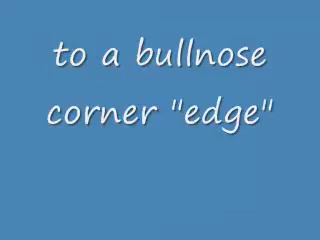 to a bullnose
corner "edge"